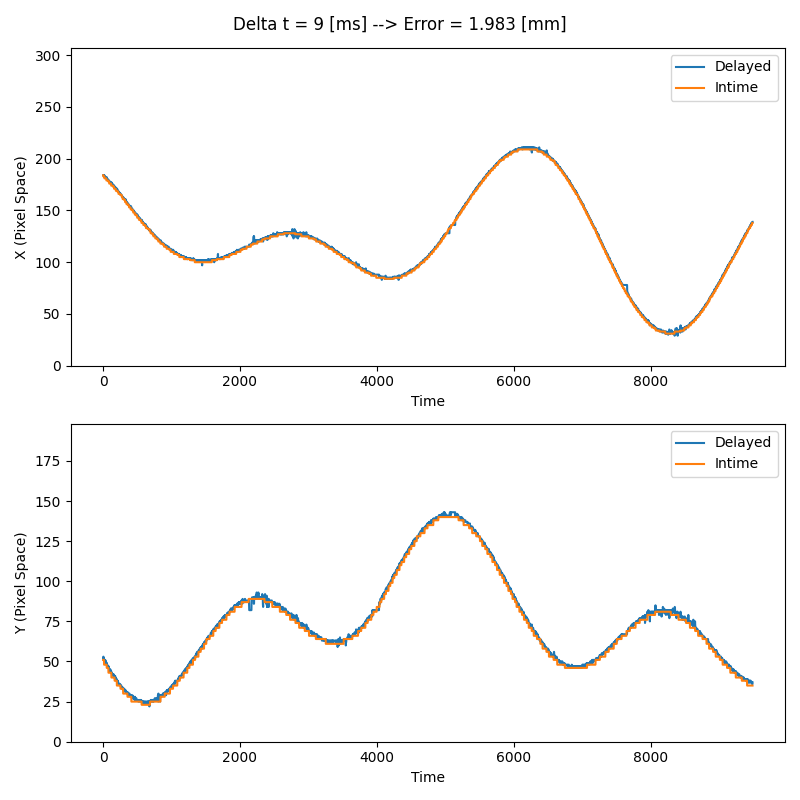 Delta t = 9 [ms] --> Error = 1.983 [mm]
300
250
200
150
100
50
0
X (Pixel Space)
Delayed
Intime
0 2000 4000 6000 8000
Time
175
150
125
100
75
50
25
0
Y (Pixel Space)
Delayed
Intime
0 2000 4000 6000 8000
Time